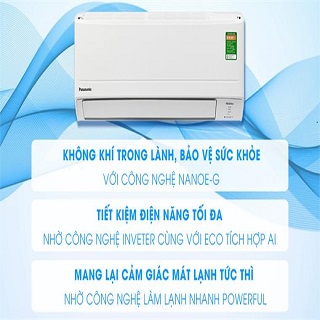 Panasonic
KHÔNG KHÍ TRONG LÀNH, BẢO VỆ SỨC KHỎE
VỚI CÔNG NGHỆ NANOE-G
TIẾT KIỆM ĐIỆN NĂNG TỐI ĐA
NHỜ CÔNG NGHỆ INVETER CÙNG VỚI ECO TÍCH HỢP AI
MANG LẠI CẢM GIÁC MÁT LẠNH TỨC THÌ
NHỜ CÔNG NGHỆ LÀM LẠNH NHANH POWERFUL